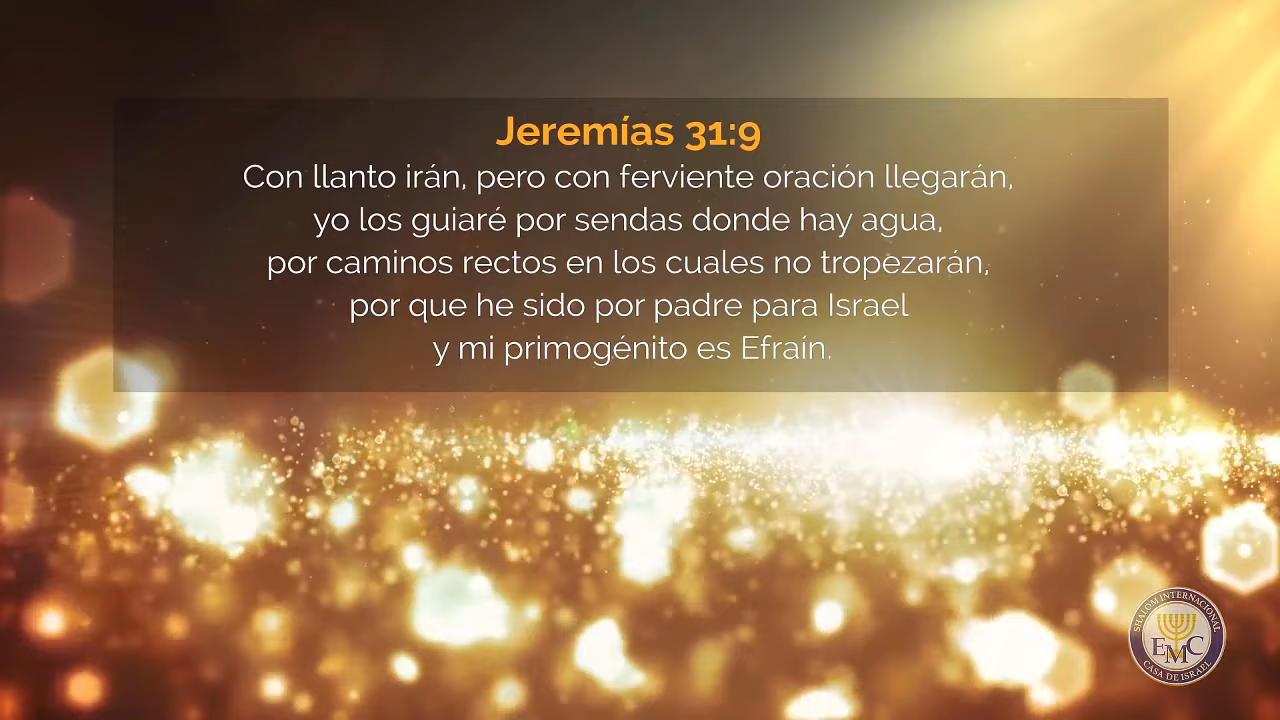 Jeremías 31:9
Con llanto irán, pero con ferviente oración llegarán,
yo los guiaré por sendas donde hay agua,
por caminos rectos en los cuales no tropezarán,
por que he sido por padre para Israel
y mi primogénito es Efraín.
SHALOM INTERNACIONAL
EMC
CASA DE ISRAEL